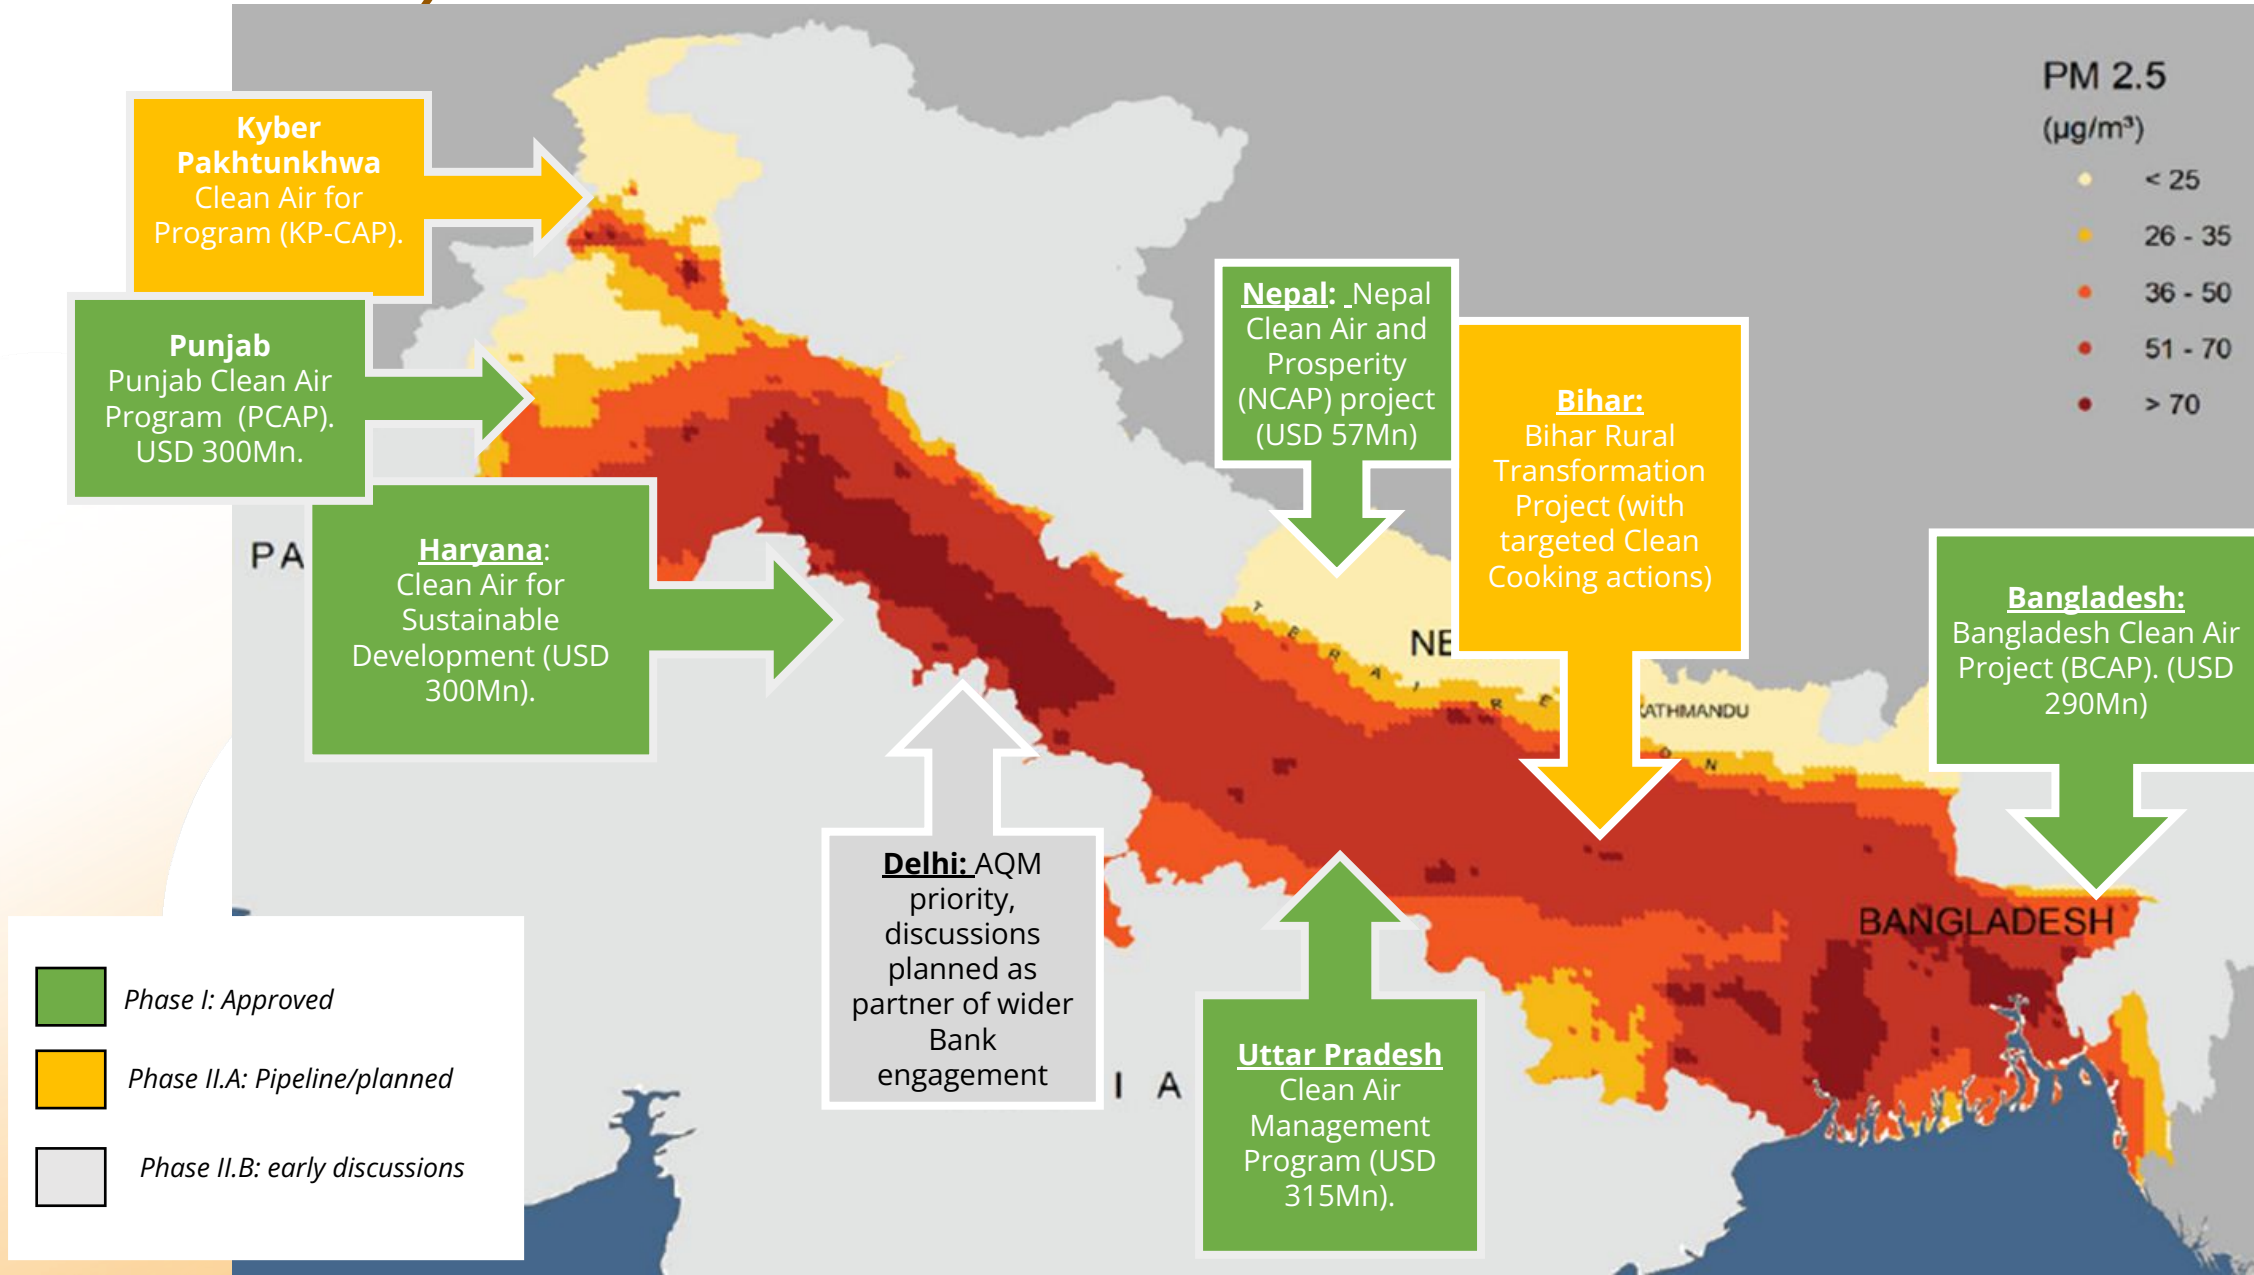 PM 2.5
(µg/m³)
< 25
26 - 35
36 - 50
51 - 70
> 70
Kyber
Pakhtunkhwa
Clean Air for
Program (KP-CAP).
Punjab
Punjab Clean Air
Program (PCAP).
USD 300Mn.
Haryana:
Clean Air for
Sustainable
Development (USD
300Mn).
Nepal: Nepal
Clean Air and
Prosperity
(NCAP) project
(USD 57Mn)
Bihar:
Bihar Rural
Transformation
Project (with
targeted Clean
Cooking actions)
Bangladesh:
Bangladesh Clean Air
Project (BCAP). (USD
290Mn)
Delhi: AQM
priority,
discussions
planned as
partner of wider
Bank
engagement
Uttar Pradesh
Clean Air
Management
Program (USD
315Mn).
PA
NE
T E R A I R E O N
ATHMANDU
BANGLADESH
I A
Phase I: Approved
Phase II.A: Pipeline/planned
Phase II.B: early discussions